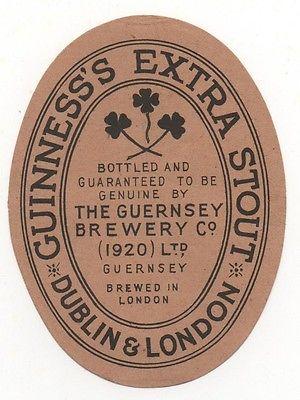 GUINNESS'S EXTRA STOUT
BOTTLED AND
GUARANTEED TO BE
GENUINE BY
THE GUERNSEY
BREWERY Cº
(1920) LTD,
GUERNSEY
BREWED IN
LONDON
DUBLIN & LONDON